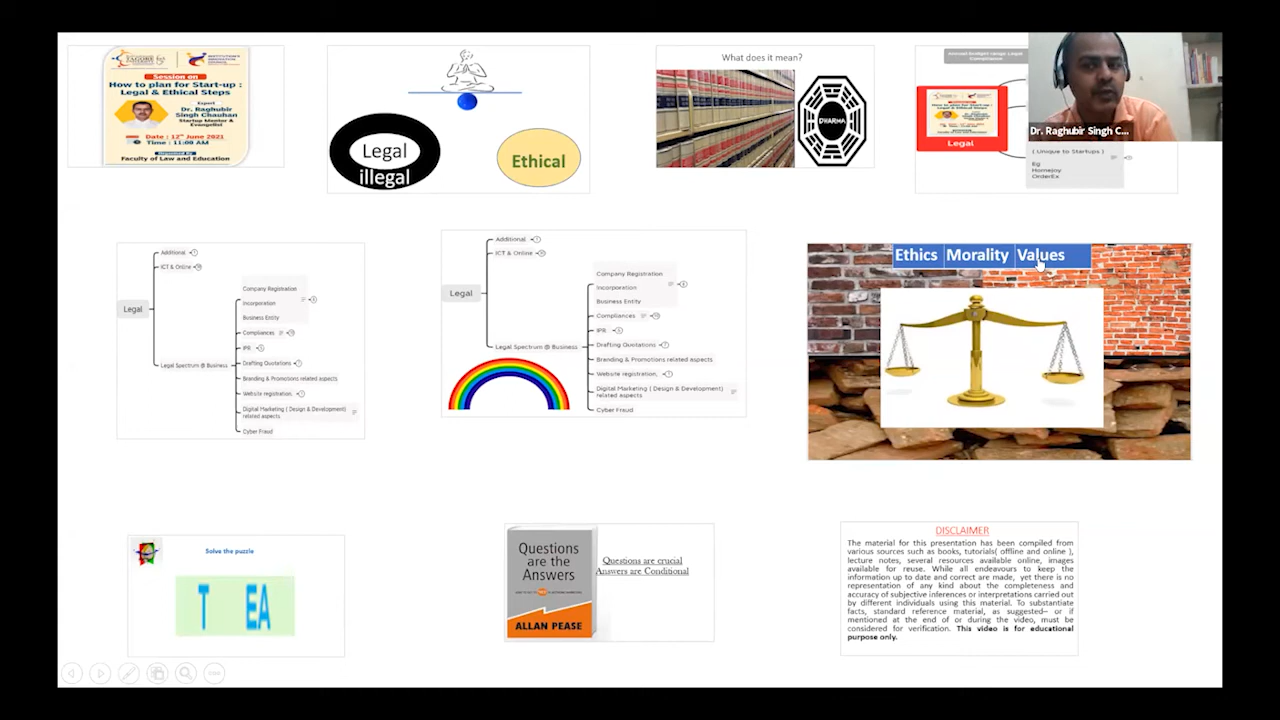 TAGORE
INSTITUTION'S
INNOVATION
COUNCIL
Session on
How to plan for Start-up :
Legal & Ethical Steps
Expert
Dr. Raghubir
Singh Chauhan
Startup Mentor &
Evangelist
Date : 12th June 2021
Time : 11:00 AM
Faculty of Law and Education
Legal
illegal
Ethical
What does it mean?
DHARMA
Legal
Dr. Raghubir Singh C...
( Unique to Startups )
Eg
Homejoy
OrderEx
Additional
ICT & Online
Legal
Company Registration
Incorporation
Business Entity
Compliances
IPR
Legal Spectrum @ Business
Drafting Quotations
Branding & Promotions related aspects
Website registration,
Digital Marketing ( Design & Development)
related aspects
Cyber Fraud
Additional
ICT & Online
Legal
Company Registration
Incorporation
Business Entity
Compliances
IPR
Drafting Quotations
Legal Spectrum @ Business
Branding & Promotions related aspects
Website registration,
Digital Marketing ( Design & Development)
related aspects
Cyber Fraud
Ethics Morality Values
Solve the puzzle
T EA
Questions
are the
Answers
ALLAN PEASE
Questions are crucial
Answers are Conditional
DISCLAIMER
The material for this presentation has been compiled from
various sources such as books, tutorials( offline and online ),
lecture notes, several resources available online, images
available for reuse. While all endeavours to keep the
information up to date and correct are made, yet there is no
representation of any kind about the completeness and
accuracy of subjective inferences or interpretations carried out
by different individuals using this material. To substantiate
facts, standard reference material, as suggested– or if
mentioned at the end of or during the video, must be
considered for verification. This video is for educational
purpose only.